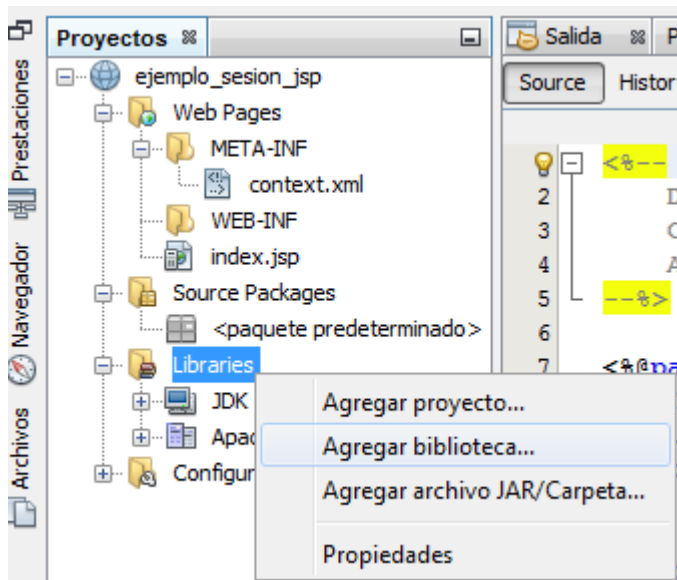 Proyectos
ejemplo_sesion_jsp
Web Pages
META-INF
context.xml
WEB-INF
index.jsp
Source Packages
<paquete predeterminado>
Libraries
JDK
Apac
Configur
Agregar proyecto...
Agregar biblioteca...
Agregar archivo JAR/Carpeta...
Propiedades
Prestaciones
Navegador
Archivos
Salida P
Source Histor
<%--
2 D
3 C
4 A
5 --%>
6
7 <%@pa